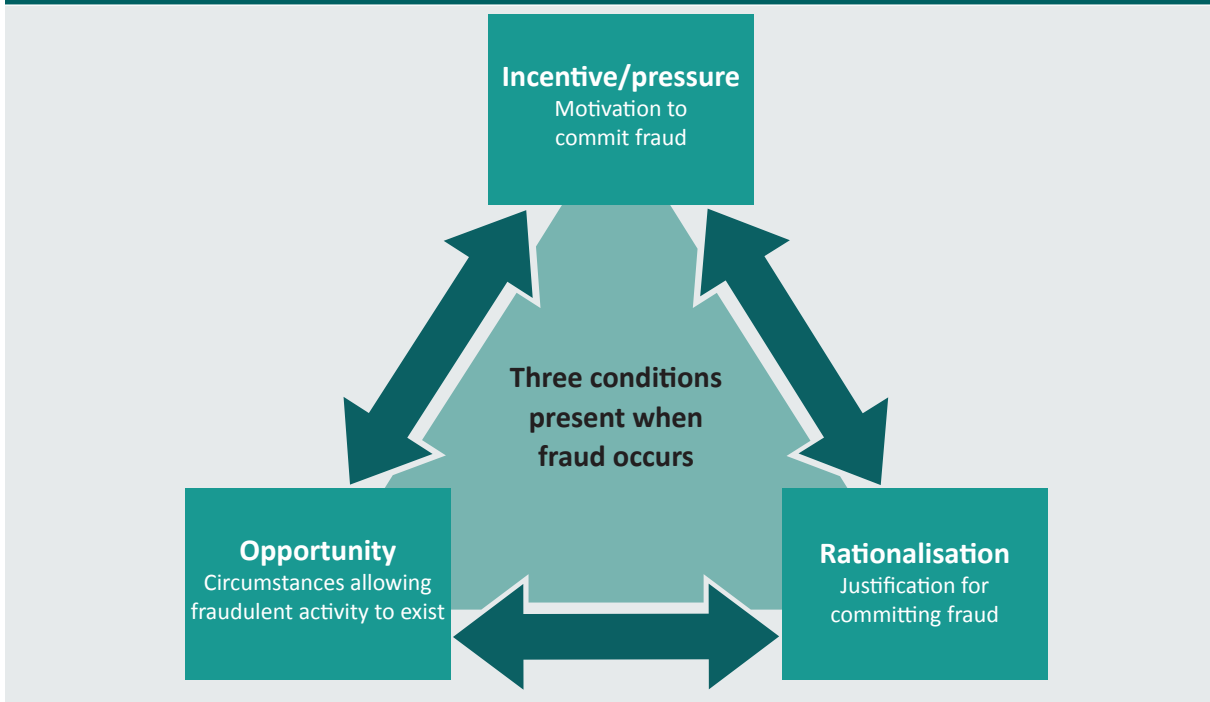 Incentive/pressure
Motivation to
commit fraud
Three conditions
present when
fraud occurs
Opportunity
Circumstances allowing
fraudulent activity to exist
Rationalisation
Justification for
committing fraud